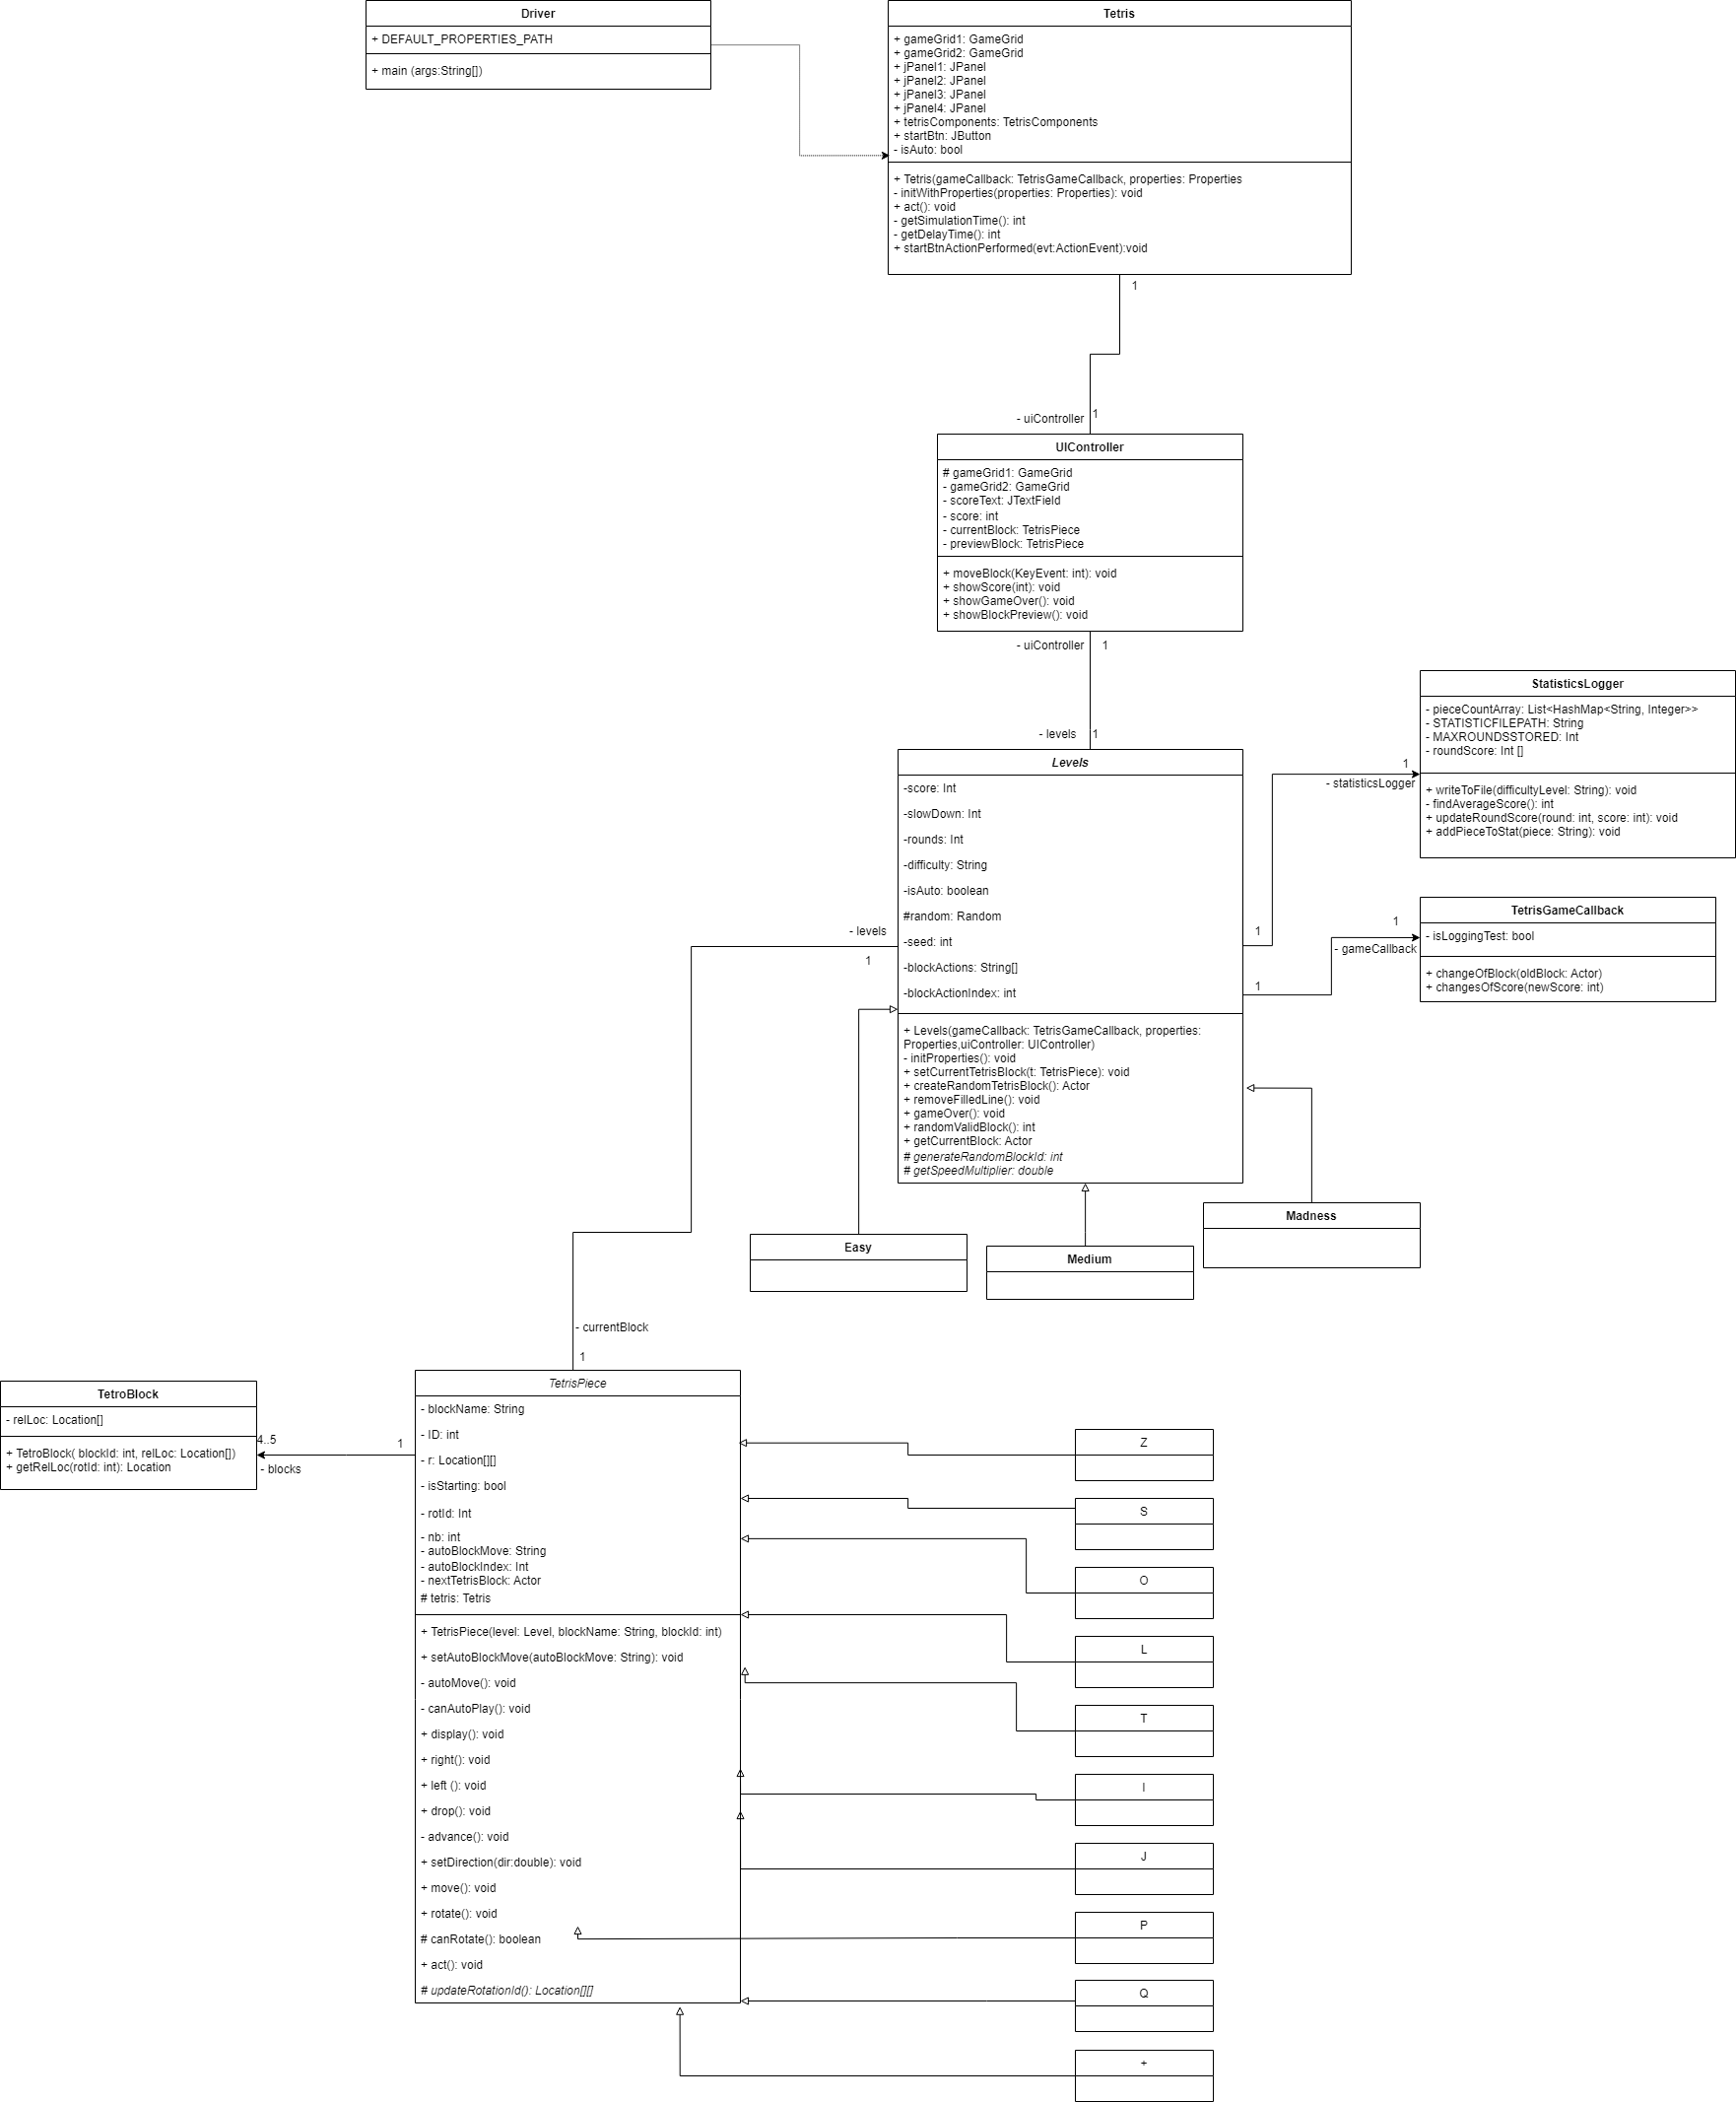 Driver
+ DEFAULT_PROPERTIES_PATH
+ main (args:String[])
Tetris
+ gameGrid1: GameGrid
+ gameGrid2: GameGrid
+ jPanel1: JPanel
+ jPanel2: JPanel
+ jPanel3: JPanel
+ jPanel4: JPanel
+ tetrisComponents: TetrisComponents
+ startBtn: JButton
- isAuto: bool
+ Tetris(gameCallback: TetrisGameCallback, properties: Properties
- initWithProperties(properties: Properties): void
+ act(): void
- getSimulationTime(): int
- getDelayTime(): int
+ startBtnActionPerformed(evt:ActionEvent):void
1
- uiController
1
UIController
# gameGrid1: GameGrid
- gameGrid2: GameGrid
- scoreText: JTextField
- score: int
- currentBlock: TetrisPiece
- previewBlock: TetrisPiece
+ moveBlock(KeyEvent: int): void
+ showScore(int): void
+ showGameOver(): void
+ showBlockPreview(): void
- uiController
1
- levels
1
Levels
-score: Int
-slowDown: Int
-rounds: Int
-difficulty: String
-isAuto: boolean
#random: Random
-seed: int
-blockActions: String[]
-blockActionIndex: int
+ Levels(gameCallback: TetrisGameCallback, properties:
Properties,uiController: UIController)
- initProperties(): void
+ setCurrentTetrisBlock(t: TetrisPiece): void
+ createRandomTetrisBlock(): Actor
+ removeFilledLine(): void
+ gameOver(): void
+ randomValidBlock(): int
+ getCurrentBlock: Actor
# generateRandomBlockId: int
# getSpeedMultiplier: double
StatisticsLogger
- pieceCountArray: List<HashMap<String, Integer>>
- STATISTICFILEPATH: String
- MAXROUNDSSTORED: Int
- roundScore: Int []
+ writeToFile(difficultyLevel: String): void
- findAverageScore(): int
+ updateRoundScore(round: int, score: int): void
+ addPieceToStat(piece: String): void
1
- statisticsLogger
1
TetrisGameCallback
- isLoggingTest: bool
+ changeOfBlock(oldBlock: Actor)
+ changesOfScore(newScore: int)
1
- gameCallback
1
- levels
1
Easy
Medium
Madness
- currentBlock
1
TetroBlock
- relLoc: Location[]
+ TetroBlock( blockId: int, relLoc: Location[])
+ getRelLoc(rotId: int): Location
4..5
- blocks
1
TetrisPiece
- blockName: String
- ID: int
- r: Location[][]
- isStarting: bool
- rotId: Int
- nb: int
- autoBlockMove: String
- autoBlockIndex: Int
- nextTetrisBlock: Actor
# tetris: Tetris
+ TetrisPiece(level: Level, blockName: String, blockId: int)
+ setAutoBlockMove(autoBlockMove: String): void
- autoMove(): void
- canAutoPlay(): void
+ display(): void
+ right(): void
+ left (): void
+ drop(): void
- advance(): void
+ setDirection(dir:double): void
+ move(): void
+ rotate(): void
# canRotate(): boolean
+ act(): void
# updateRotationId(): Location[][]
Z
S
O
L
T
I
J
P
Q
+